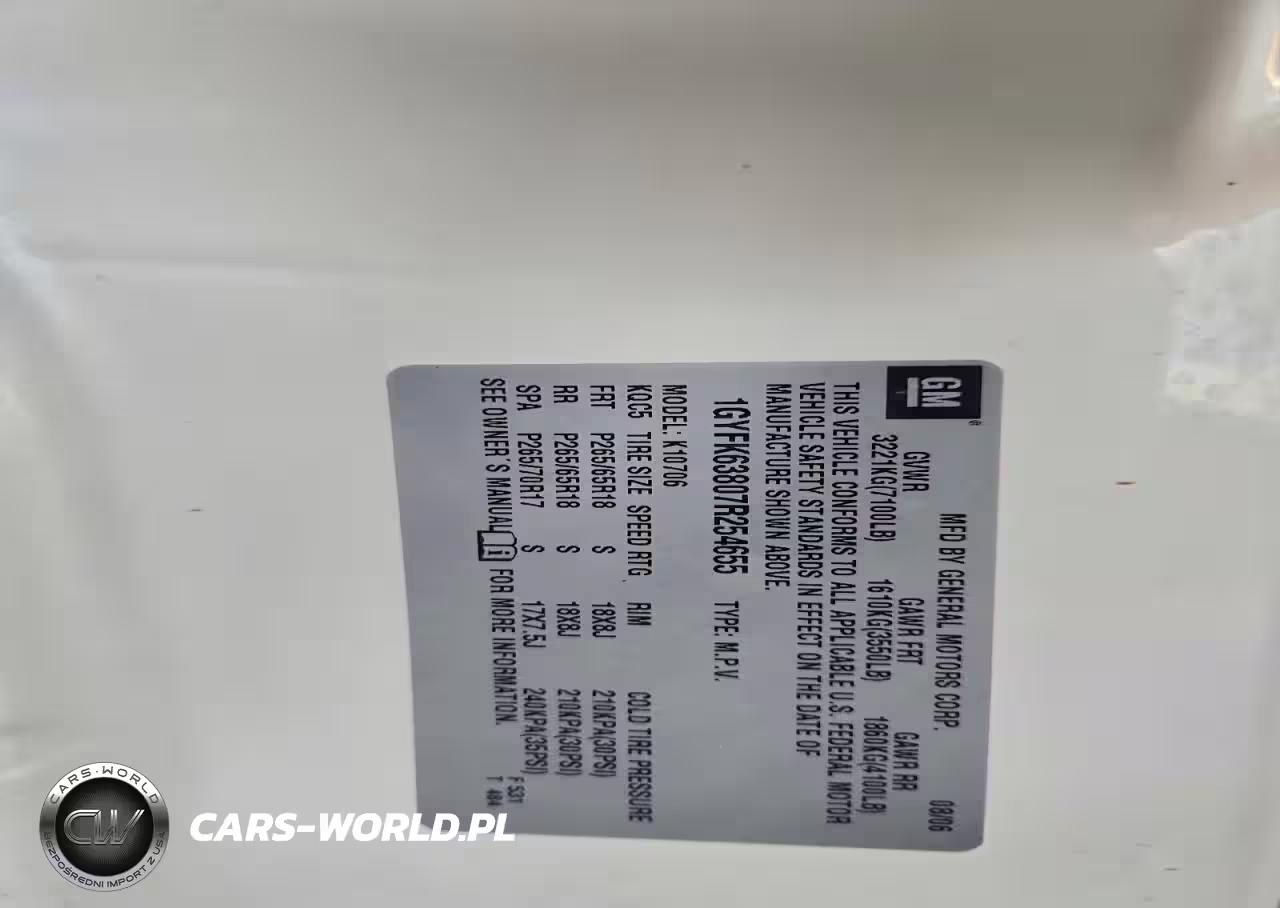 GM
MFD BY GENERAL MOTORS CORP. 08/06
GVWR GAWR FRT GAWR RR
3221KG(7100LB) 1610KG(3550LB) 1860KG(4100LB)
THIS VEHICLE CONFORMS TO ALL APPLICABLE U.S. FEDERAL MOTOR
VEHICLE SAFETY STANDARDS IN EFFECT ON THE DATE OF
MANUFACTURE SHOWN ABOVE.
1GYFK63807R254655 TYPE: M.P.V.
MODEL: K10706
KQC5 TIRE SIZE SPEED RTG RIM COLD TIRE PRESSURE
FRT P265/65R18 S 18X8J 210KPA(30PSI)
RR P265/65R18 S 18X8J 210KPA(30PSI)
SPA P265/70R17 S 17X7.5J 240KPA(35PSI)
SEE OWNER'S MANUAL i FOR MORE INFORMATION.
F S3T
T 484
CARS-WORLD
CW
BEZPOŚREDNI IMPORT Z USA
CARS-WORLD.PL